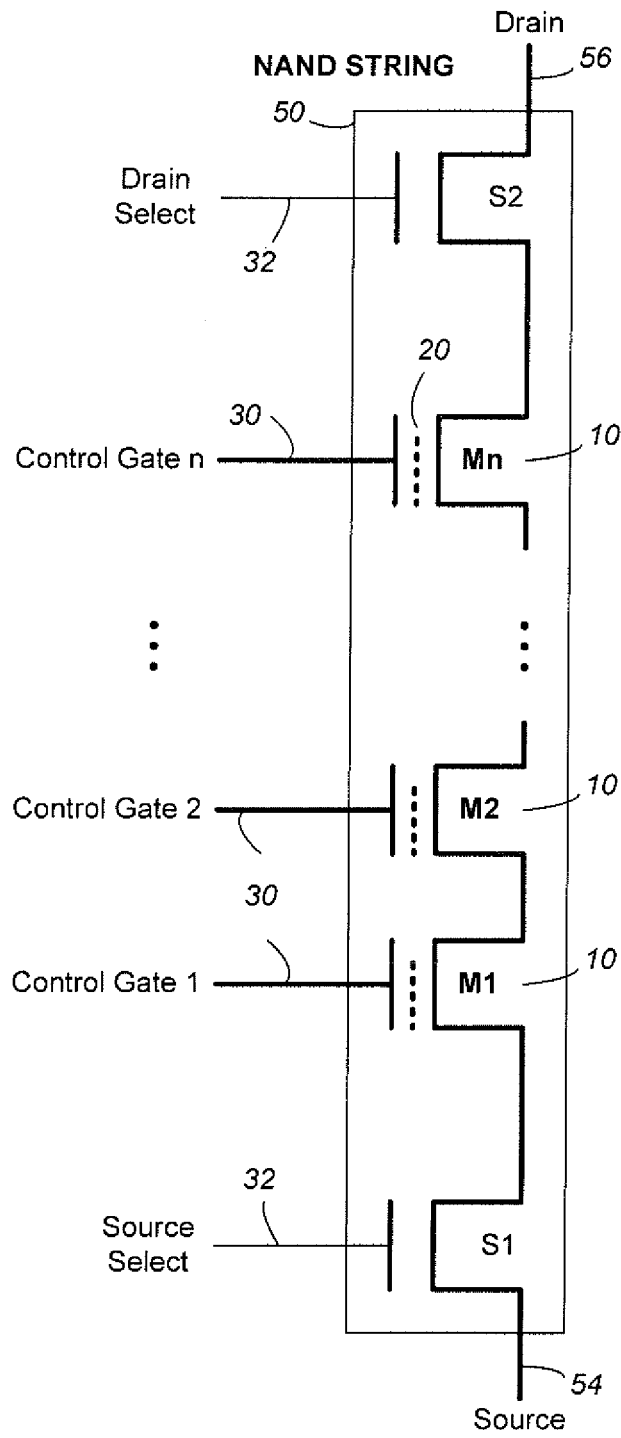 Drain
56
NAND STRING
50
Drain
Select
32
S2
20
30
Control Gate n
Mn
10
Control Gate 2
M2
10
30
Control Gate 1
M1
10
32
Source
Select
S1
54
Source